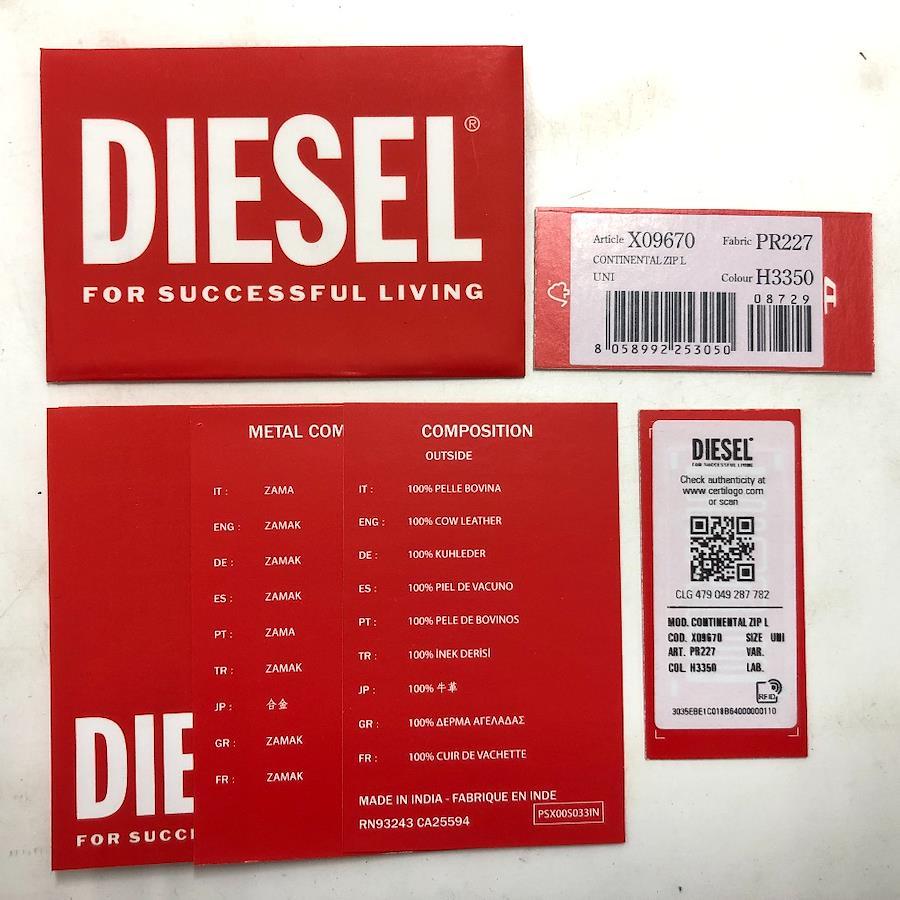 DIESEL®
FOR SUCCESSFUL LIVING
Article X09670 Fabric PR227
CONTINENTAL ZIP L
UNI Colour H3350
08729
8 058992 253050
DIE
FOR SUCC
METAL COM
IT : ZAMA
ENG : ZAMAK
DE : ZAMAK
ES : ZAMAK
PT : ZAMA
TR : ZAMAK
JP : 合金
GR : ZAMAK
FR : ZAMAK
COMPOSITION
OUTSIDE
IT : 100% PELLE BOVINA
ENG : 100% COW LEATHER
DE : 100% KUHLEDER
ES : 100% PIEL DE VACUNO
PT : 100% PELE DE BOVINOS
TR : 100% İNEK DERİSİ
JP : 100% 牛革
GR : 100% ΔΕΡΜΑ ΑΓΕΛΑΔΑΣ
FR : 100% CUIR DE VACHETTE
MADE IN INDIA - FABRIQUE EN INDE
RN93243 CA25594
PSX00S033IN
DIESEL
FOR SUCCESSFUL LIVING
Check authenticity at
www certilogo com
or scan
CLG 479 049 287 782
MOD. CONTINENTAL ZIP L
COD. X09670 SIZE UNI
ART. PR227 VAR.
COL. H3350 LAB.
RFID
3035EBE1C018B64000000110